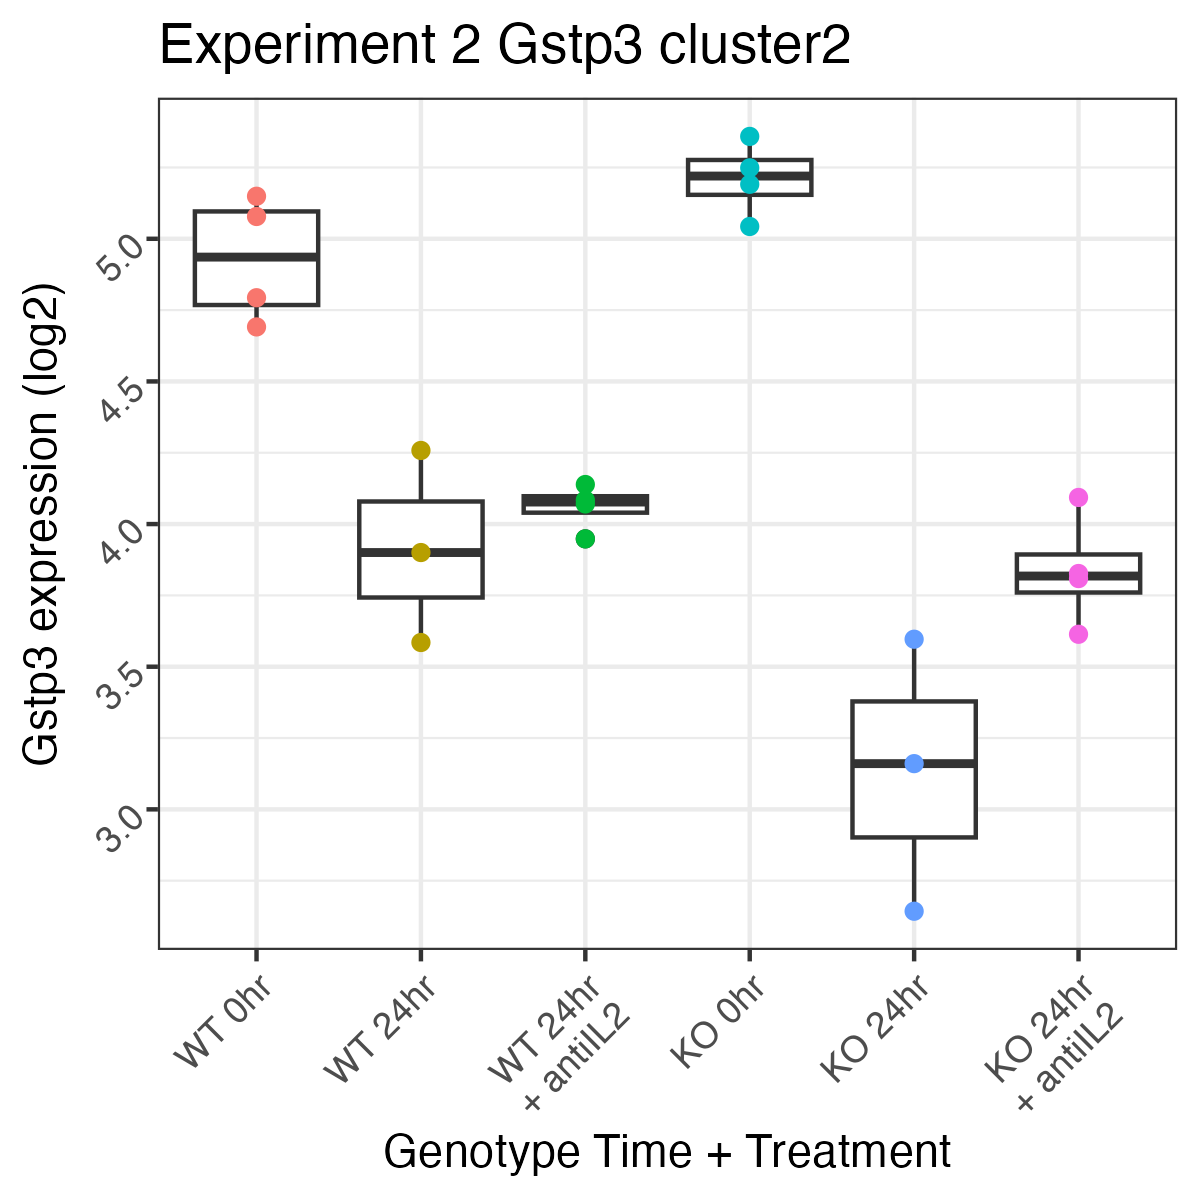 Experiment 2 Gstp3 cluster2
Gstp3 expression (log2)
5.0
4.5
4.0
3.5
3.0
WT 0hr
WT 24hr
WT 24hr
+ antiIL2
KO 0hr
KO 24hr
KO 24hr
+ antiIL2
Genotype Time + Treatment